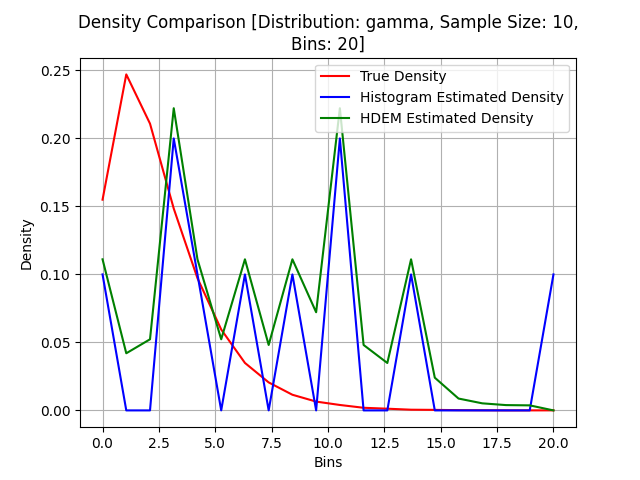 Density Comparison [Distribution: gamma, Sample Size: 10,
Bins: 20]
True Density
Histogram Estimated Density
HDEM Estimated Density
Density
0.25
0.20
0.15
0.10
0.05
0.00
0.0 2.5 5.0 7.5 10.0 12.5 15.0 17.5 20.0
Bins